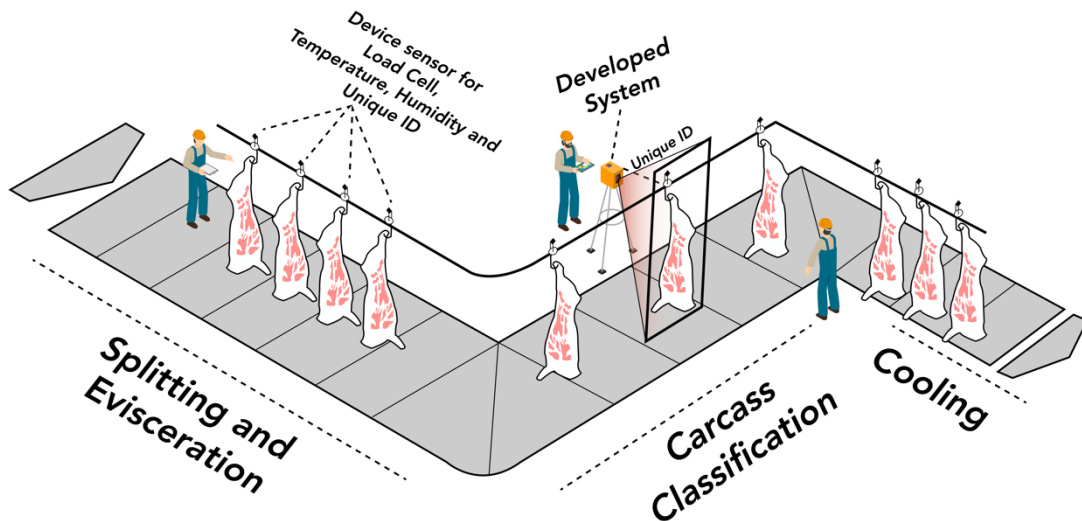 Device sensor for
Load Cell,
Temperature, Humidity and
Unique ID
Developed
System
Unique ID
Splitting and
Evisceration
Carcass
Classification
Cooling